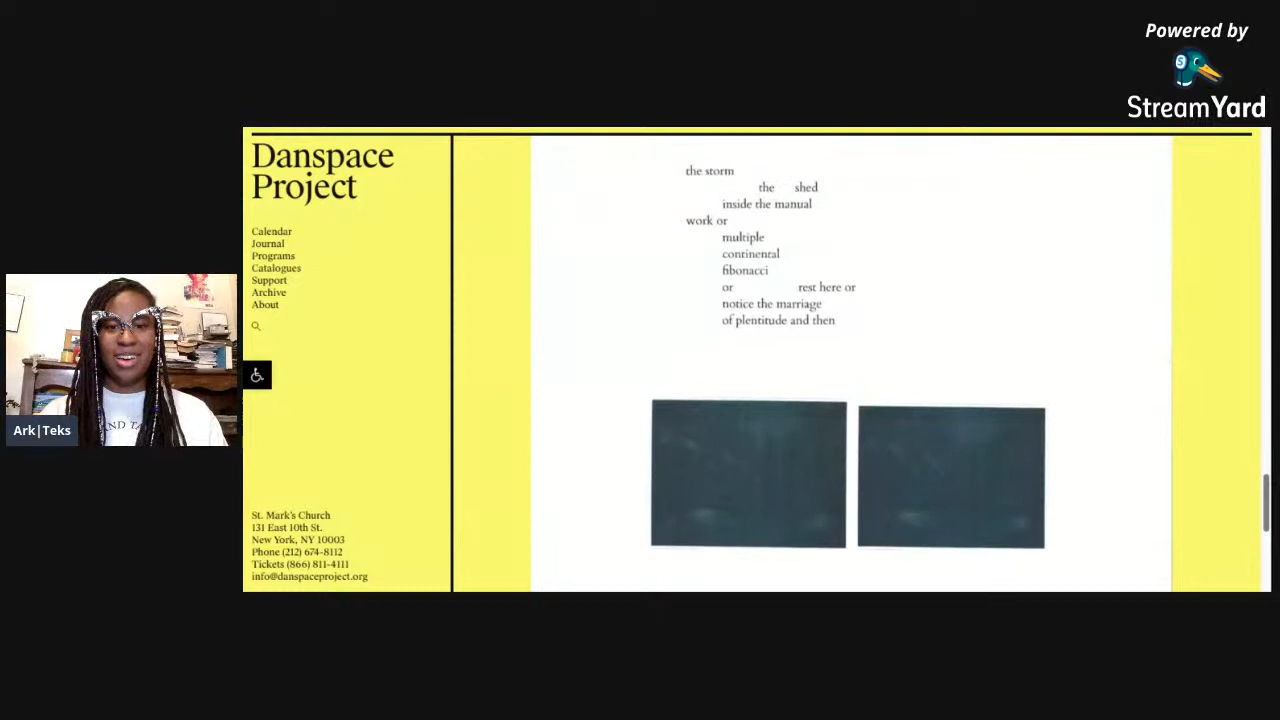 Powered by
StreamYard
Danspace
Project
Calendar
Journal
Programs
Catalogues
Support
Archive
About
St. Mark's Church
131 East 10th St.
New York, NY 10003
Phone (212) 674-8112
Tickets (866) 811-4111
info@danspaceproject.org
the storm
the shed
inside the manual
work or
multiple
continental
fibonacci
or rest here or
notice the marriage
of plentitude and then
Ark|Teks